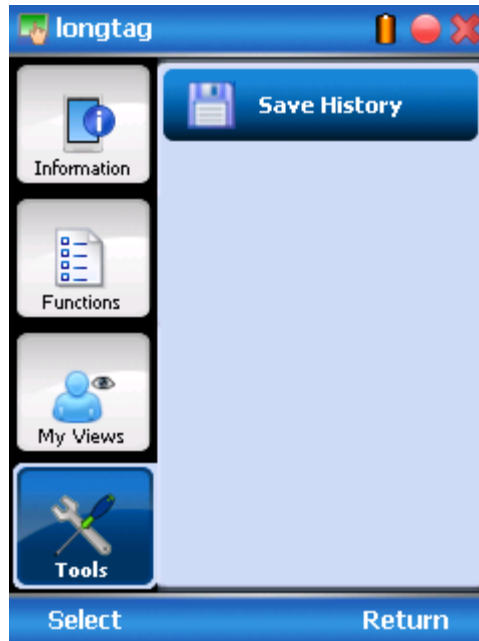 longtag
Save History
Information
Functions
My Views
Tools
Select
Return